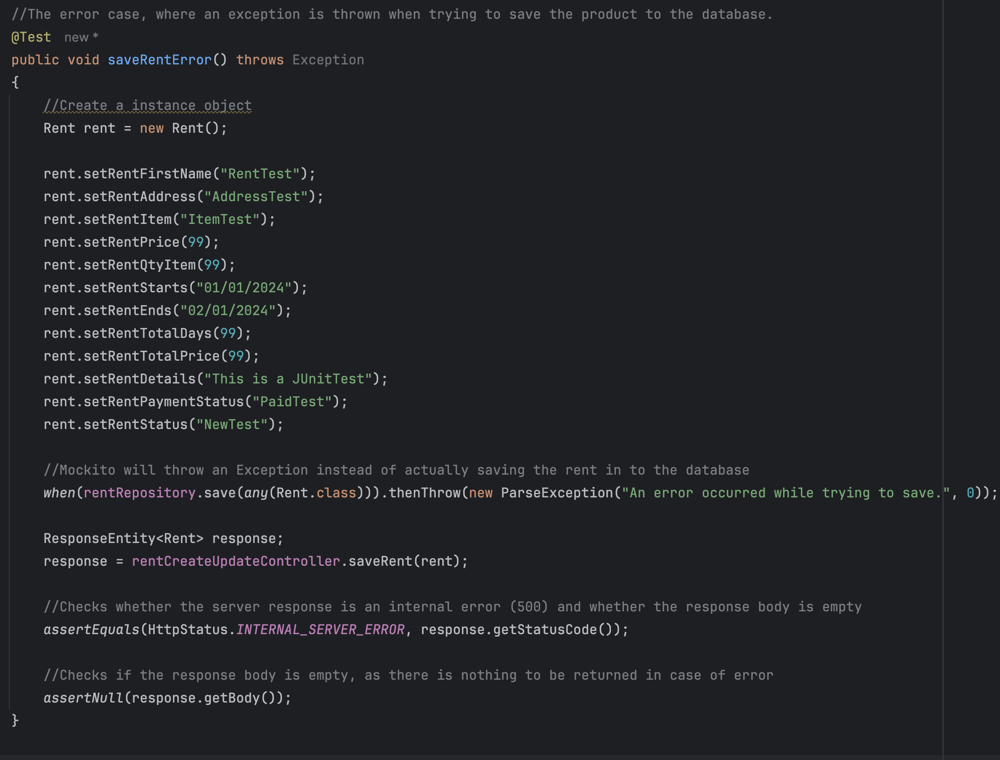 //The error case, where an exception is thrown when trying to save the product to the database.
@Test new *
public void saveRentError() throws Exception
{
    //Create a instance object
    Rent rent = new Rent();

    rent.setRentFirstName("RentTest");
    rent.setRentAddress("AddressTest");
    rent.setRentItem("ItemTest");
    rent.setRentPrice(99);
    rent.setRentQtyItem(99);
    rent.setRentStarts("01/01/2024");
    rent.setRentEnds("02/01/2024");
    rent.setRentTotalDays(99);
    rent.setRentTotalPrice(99);
    rent.setRentDetails("This is a JUnitTest");
    rent.setRentPaymentStatus("PaidTest");
    rent.setRentStatus("NewTest");

    //Mockito will throw an Exception instead of actually saving the rent in to the database
    when(rentRepository.save(any(Rent.class))).thenThrow(new ParseException("An error occurred while trying to save.", 0));

    ResponseEntity<Rent> response;
    response = rentCreateUpdateController.saveRent(rent);

    //Checks whether the server response is an internal error (500) and whether the response body is empty
    assertEquals(HttpStatus.INTERNAL_SERVER_ERROR, response.getStatusCode());

    //Checks if the response body is empty, as there is nothing to be returned in case of error
    assertNull(response.getBody());
}